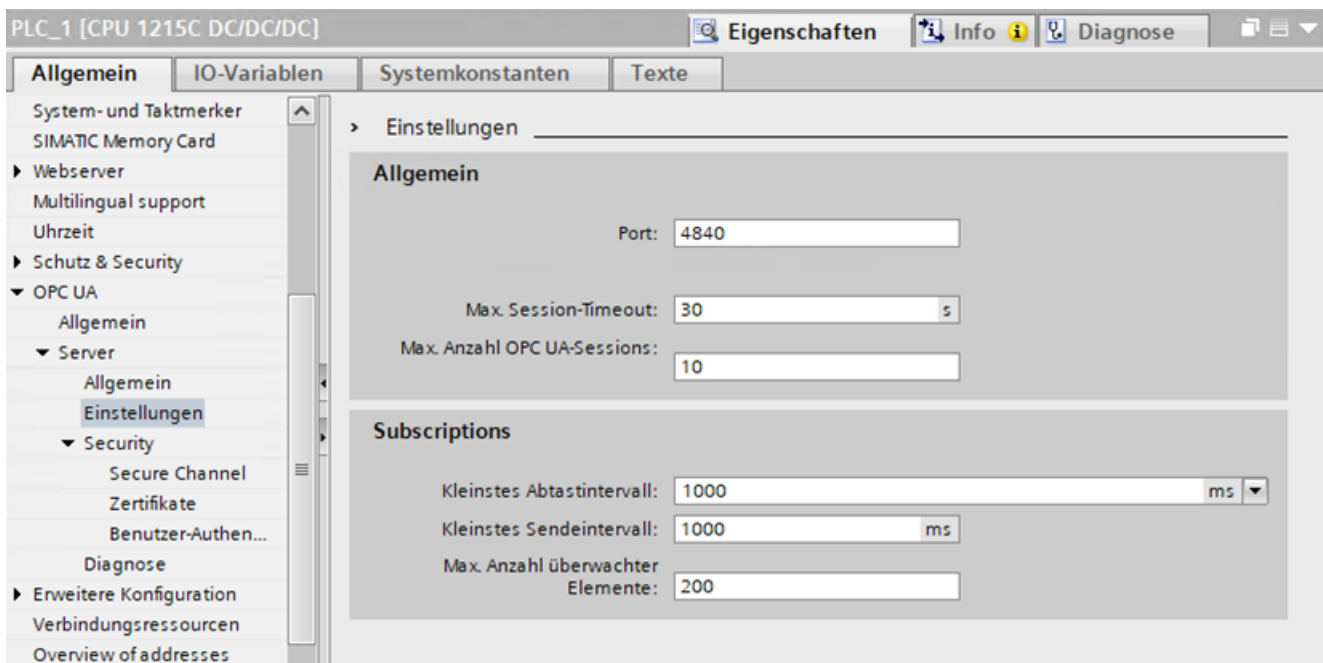 PLC_1 [CPU 1215C DC/DC/DC]
Eigenschaften
Info
Diagnose
Allgemein
IO-Variablen
Systemkonstanten
Texte
System- und Taktmerker
SIMATIC Memory Card
Webserver
Multilingual support
Uhrzeit
Schutz & Security
OPC UA
Allgemein
Server
Allgemein
Einstellungen
Security
Secure Channel
Zertifikate
Benutzer-Authen...
Diagnose
Erweitere Konfiguration
Verbindungsressourcen
Overview of addresses
Einstellungen
Allgemein
Port: 4840
Max. Session-Timeout: 30 s
Max. Anzahl OPC UA-Sessions:
10
Subscriptions
Kleinstes Abtastintervall: 1000 ms
Kleinstes Sendeintervall: 1000 ms
Max. Anzahl überwachter
Elemente: 200